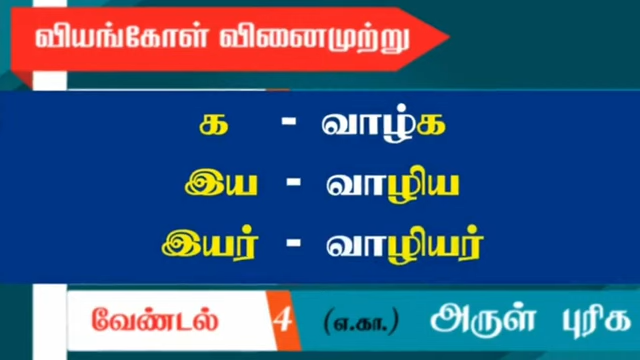 வியங்கோள் வினைமுற்று
க - வாழ்க
இய - வாழிய
இயர் - வாழியர்
வேண்டல் 4 (எ.கா.) அருள் புரிக